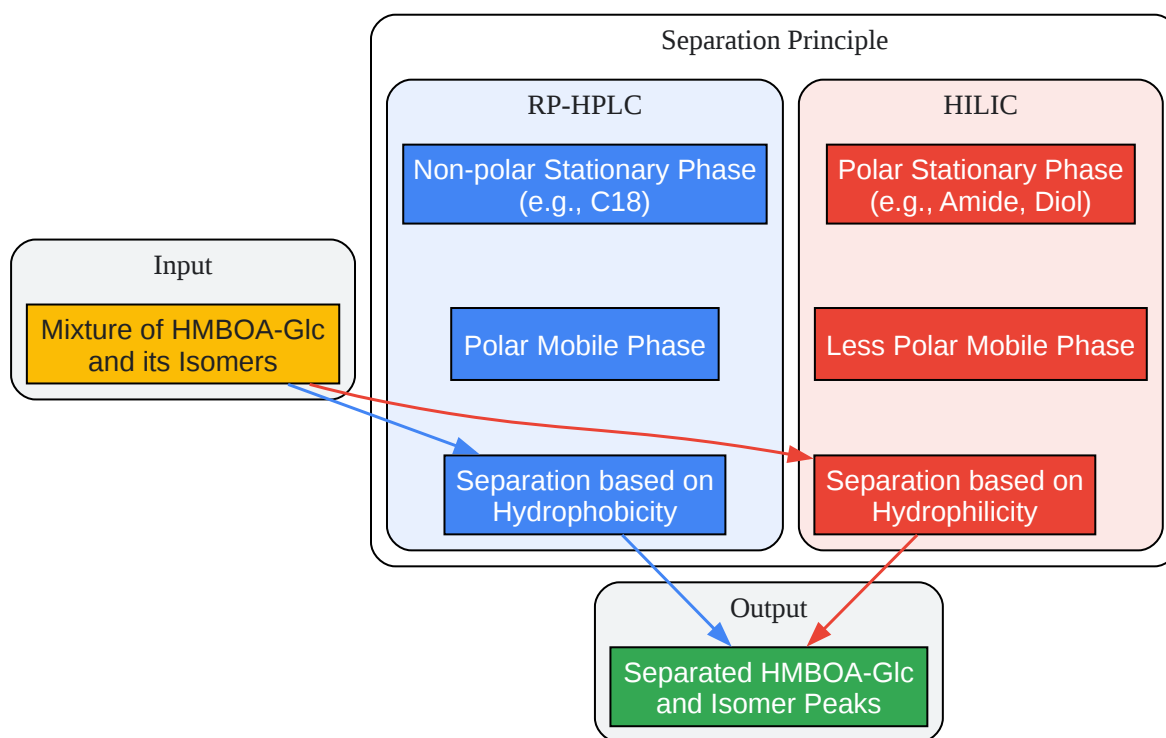 Separation Principle
RP-HPLC
Non-polar Stationary Phase
(e.g., C18)
Polar Mobile Phase
Separation based on
Hydrophobicity
HILIC
Polar Stationary Phase
(e.g., Amide, Diol)
Less Polar Mobile Phase
Separation based on
Hydrophilicity
Input
Mixture of HMBOA-Glc
and its Isomers
Output
Separated HMBOA-Glc
and Isomer Peaks